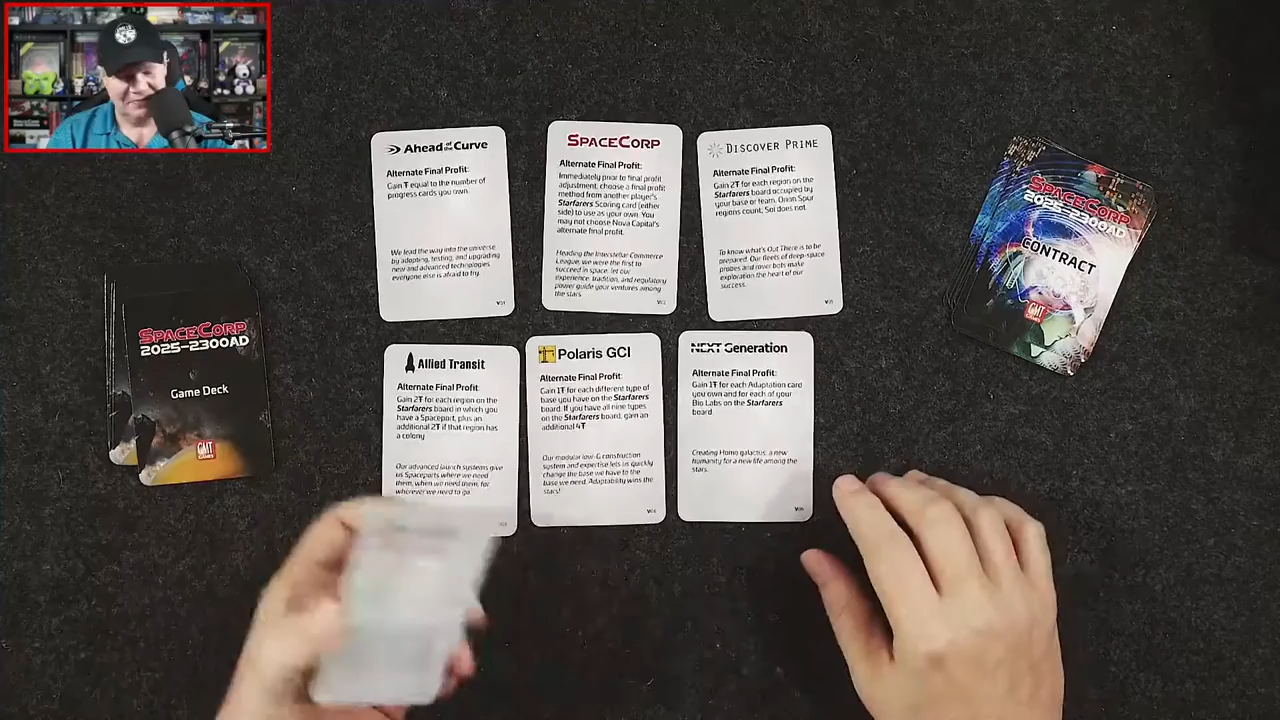 Ahead of the Curve
Alternate Final Profit:
Gain T equal to the number of
progress cards you own.
We lead the way into the universe
by adopting, testing, and upgrading
new and advanced technologies
everyone else is afraid to try.
V01
SPACECORP
Alternate Final Profit:
Immediately prior to final profit
adjustment, choose a final profit
method from another player's
Starfarers Scoring card (either
side) to use as your own. You
may not choose Nova Capital's
alternate final profit.
Heading the Interstellar Commerce
League, we were the first to
succeed in space; let our
experience, tradition, and regulatory
power guide your ventures among
the stars.
DISCOVER PRIME
Alternate Final Profit:
Gain 2T for each region on the
Starfarers board occupied by
your base or team. Orion Spur
regions count; Sol does not.
To know what's Out There is to be
prepared. Our fleets of deep-space
probes and rover bots make
exploration the heart of our
success.
Allied Transit
Alternate Final Profit:
Gain 2T for each region on the
Starfarers board in which you
have a Spaceport, plus an
additional 2T if that region has
a colony
Our advanced launch systems give
us Spaceports where we need
them, when we need them, for
wherever we need to go.
Polaris GCI
Alternate Final Profit:
Gain 1T for each different type of
base you have on the Starfarers
board. If you have all nine types
on the Starfarers board, gain an
additional 4T
Our modular low-G construction
system and expertise lets us quickly
change the base we have to the
base we need. Adaptability wins the
stars!
NEXT Generation
Alternate Final Profit:
Gain 1T for each Adaptation card
you own and for each of your
Bio Labs on the Starfarers
board.
Creating Homo galactus: a new
humanity for a new life among the
stars.
SPACECORP
2025-2300AD
Game Deck
GMT
GAMES
SPACECORP
2025-2300AD
CONTRACT
GMT
GAMES